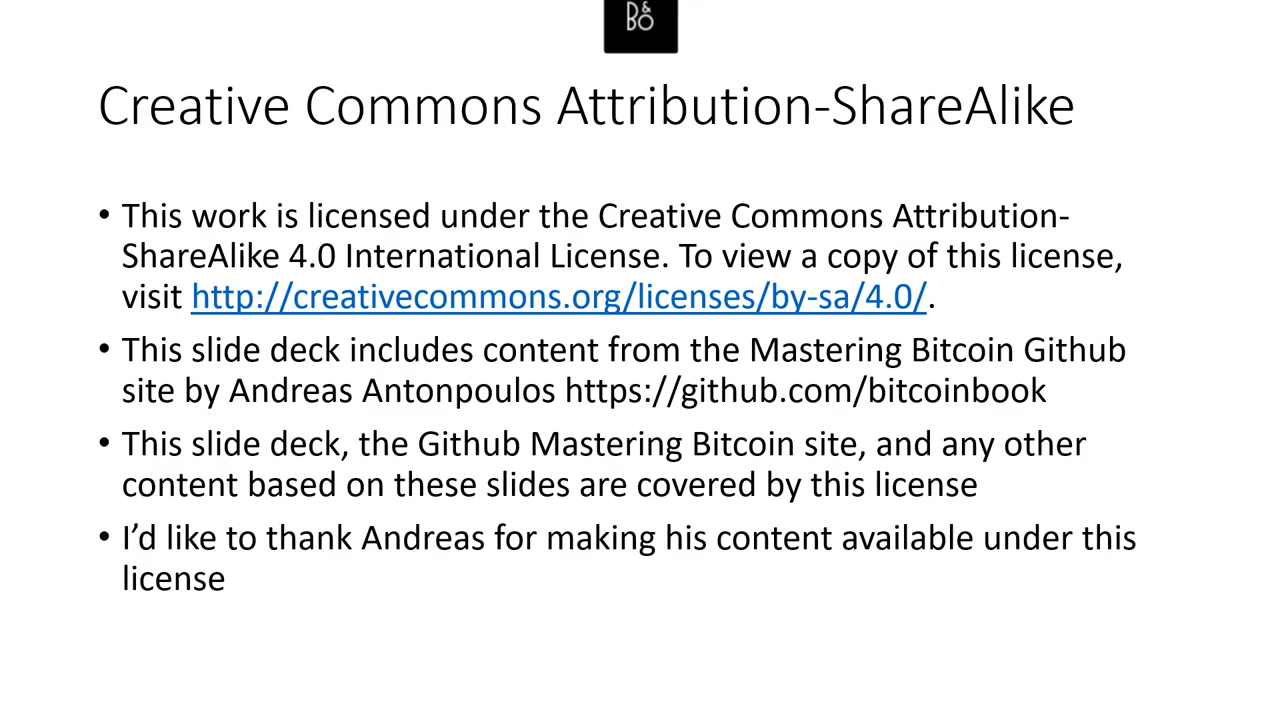 B&O
Creative Commons Attribution-ShareAlike
• This work is licensed under the Creative Commons Attribution-
ShareAlike 4.0 International License. To view a copy of this license,
visit http://creativecommons.org/licenses/by-sa/4.0/.
• This slide deck includes content from the Mastering Bitcoin Github
site by Andreas Antonpoulos https://github.com/bitcoinbook
• This slide deck, the Github Mastering Bitcoin site, and any other
content based on these slides are covered by this license
• I’d like to thank Andreas for making his content available under this
license